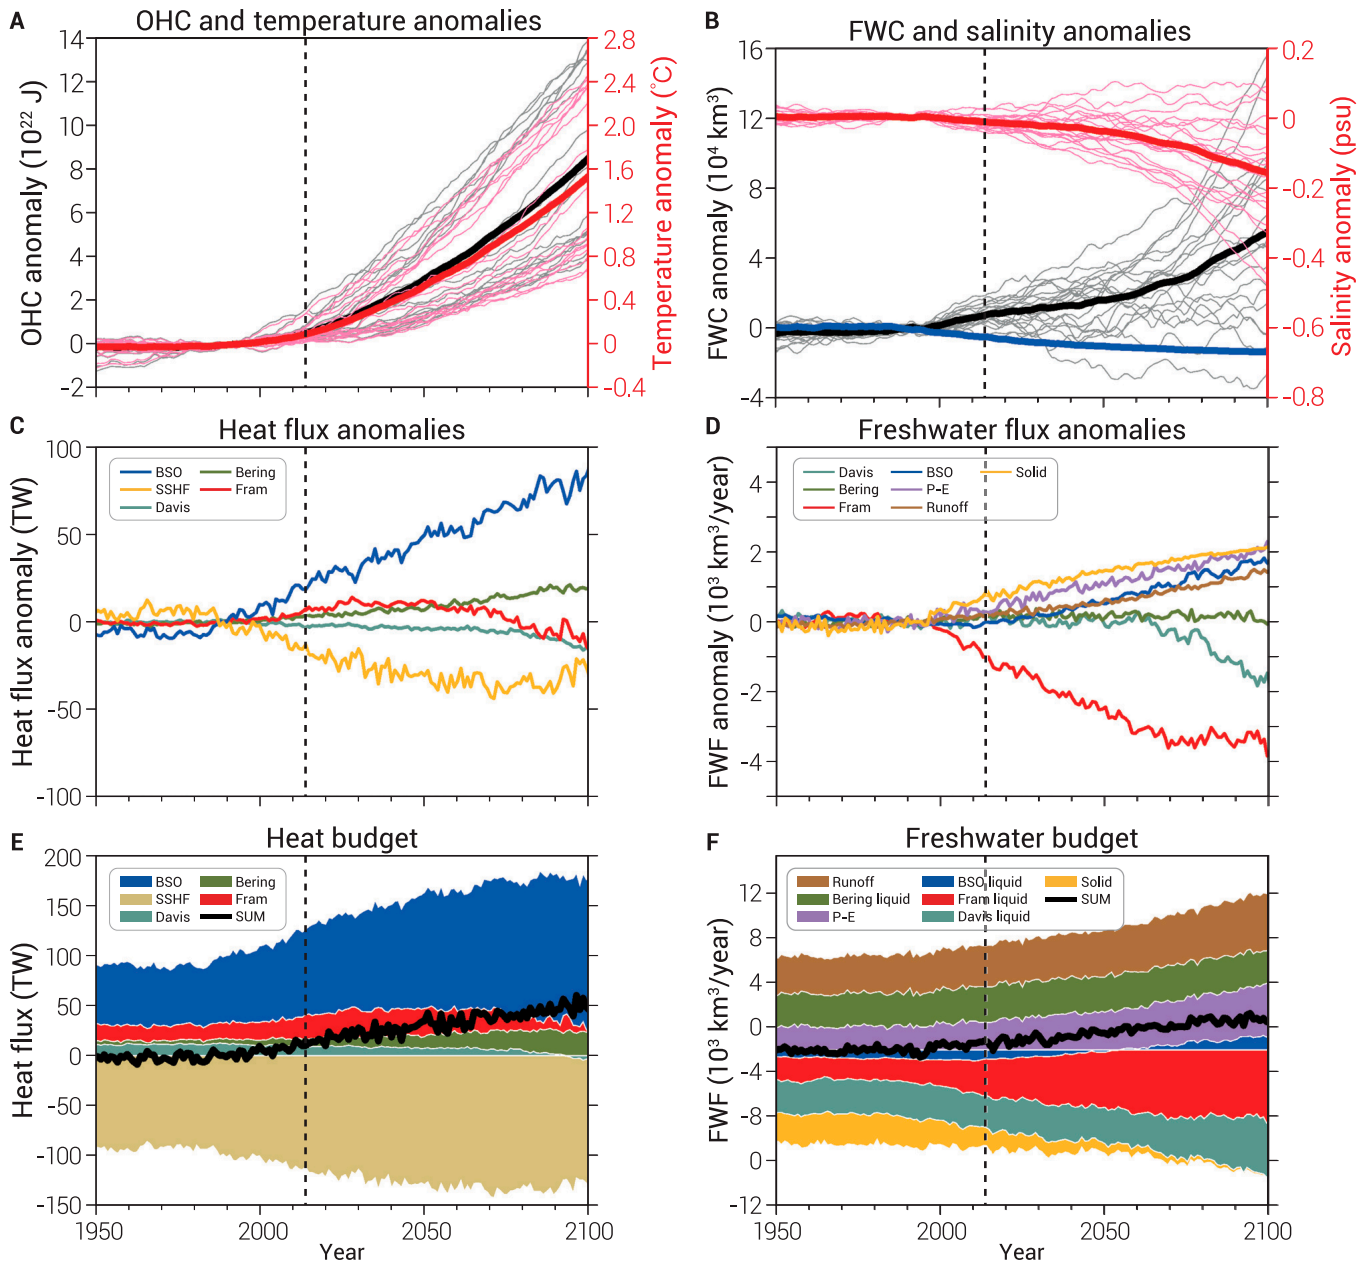 A
OHC and temperature anomalies
OHC anomaly (10²² J)
14
12
10
8
6
4
2
0
−2
2.8
2.4
2.0
1.6
1.2
0.8
0.4
0
−0.4
Temperature anomaly (°C)
B
FWC and salinity anomalies
FWC anomaly (10⁴ km³)
16
12
8
4
0
−4
0.2
0
−0.2
−0.4
−0.6
−0.8
Salinity anomaly (psu)
C
Heat flux anomalies
Heat flux anomaly (TW)
100
50
0
-50
-100
BSO
SSHF
Davis
Bering
Fram
D
Freshwater flux anomalies
FWF anomaly (10³ km³/year)
4
2
0
−2
−4
Davis
Bering
Fram
BSO
P−E
Runoff
Solid
E
Heat budget
Heat flux (TW)
200
150
100
50
0
-50
-100
-150
BSO
SSHF
Davis
Bering
Fram
SUM
1950
2000
2050
2100
Year
F
Freshwater budget
FWF (10³ km³/year)
12
8
4
0
−4
−8
0
−12
Runoff
Bering liquid
P−E
BSO liquid
Fram liquid
Davis liquid
Solid
SUM
1950
2000
2050
2100
Year